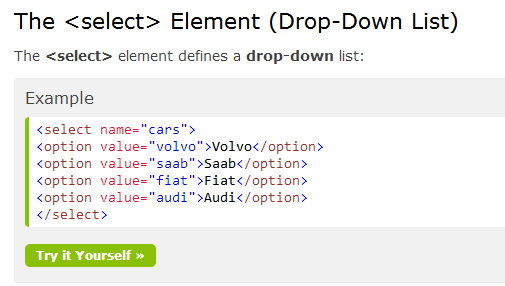 The <select> Element (Drop-Down List)
The <select> element defines a drop-down list:
Example
<select name="cars">
<option value="volvo">Volvo</option>
<option value="saab">Saab</option>
<option value="fiat">Fiat</option>
<option value="audi">Audi</option>
</select>
Try it Yourself »